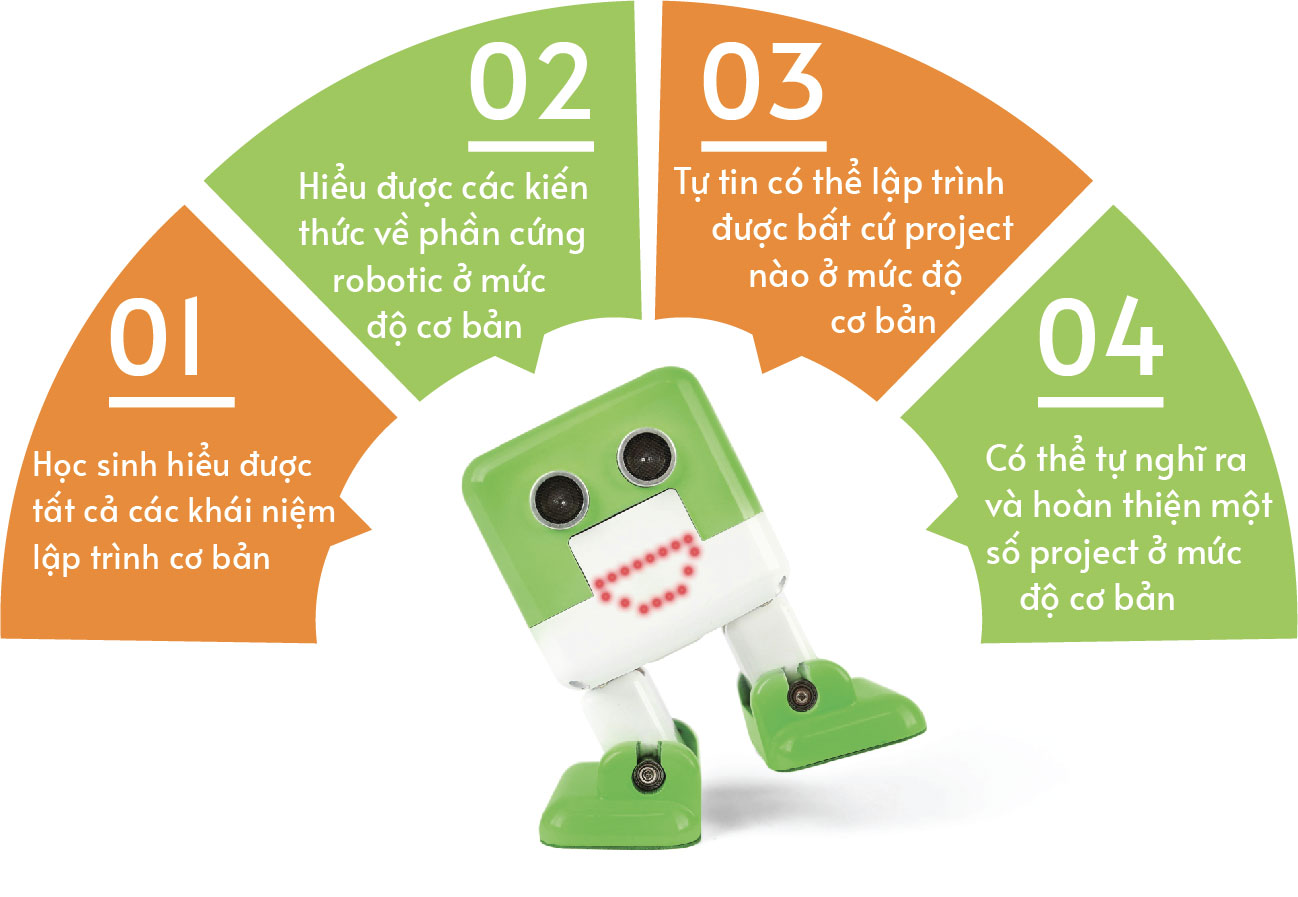 01
Học sinh hiểu được
tất cả các khái niệm
lập trình cơ bản
02
Hiểu được các kiến
thức về phần cứng
robotic ở mức
độ cơ bản
03
Tự tin có thể lập trình
được bất cứ project
nào ở mức độ
cơ bản
04
Có thể tự nghĩ ra
và hoàn thiện một
số project ở mức
độ cơ bản